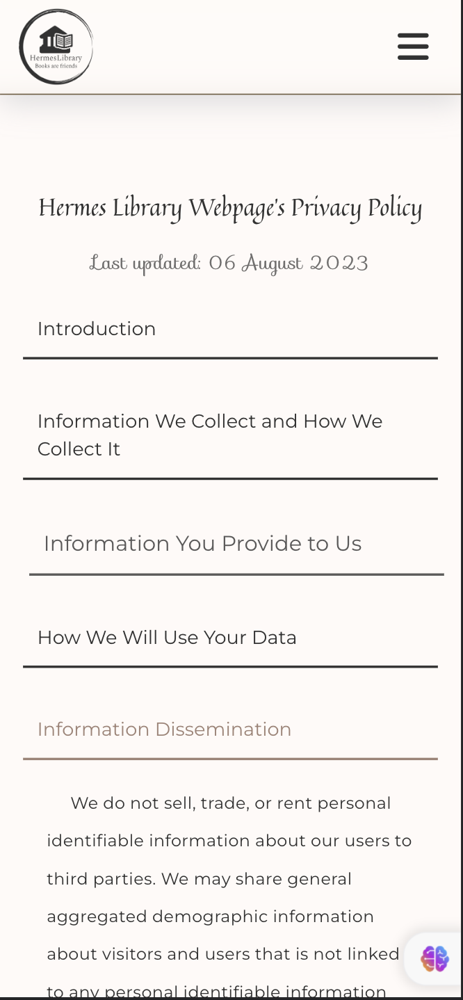 HermesLibrary
Books are friends
Hermes Library Webpage's Privacy Policy
Last updated: 06 August 2023
Introduction
Information We Collect and How We
Collect It
Information You Provide to Us
How We Will Use Your Data
Information Dissemination
We do not sell, trade, or rent personal
identifiable information about our users to
third parties. We may share general
aggregated demographic information
about visitors and users that is not linked
to any personal identifiable information